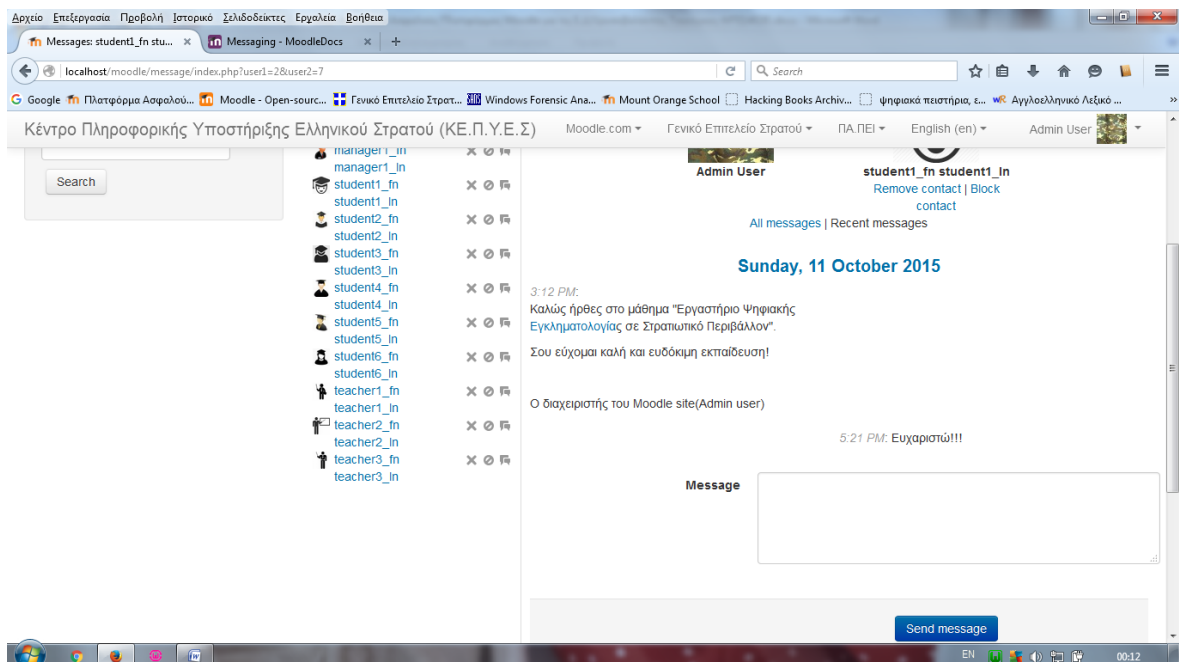 Αρχείο Επεξεργασία Προβολή Ιστορικό Σελιδοδείκτες Εργαλεία Βοήθεια
Messages: student1_fn stu... × Messaging - MoodleDocs × +
localhost/moodle/message/index.php?user1=2&user2=7 Search
Google Πλατφόρμα Ασφαλού... Moodle - Open-sourc... Γενικό Επιτελείο Στρατ... Windows Forensic Ana... Mount Orange School Hacking Books Archiv... ψηφιακά πειστήρια, ε... Αγγλοελληνικό Λεξικό ... »
Κέντρο Πληροφορικής Υποστήριξης Ελληνικού Στρατού (ΚΕ.Π.Υ.Ε.Σ) Moodle.com Γενικό Επιτελείο Στρατού ΠΑ.ΠΕΙ English (en) Admin User
Search
manager1_fn
manager1_ln
student1_fn
student1_ln
student2_fn
student2_ln
student3_fn
student3_ln
student4_fn
student4_ln
student5_fn
student5_ln
student6_fn
student6_ln
teacher1_fn
teacher1_ln
teacher2_fn
teacher2_ln
teacher3_fn
teacher3_ln
Admin User
student1_fn student1_ln
Remove contact | Block
contact
All messages | Recent messages
Sunday, 11 October 2015
3:12 PM:
Καλώς ήρθες στο μάθημα "Εργαστήριο Ψηφιακής
Εγκληματολογίας σε Στρατιωτικό Περιβάλλον".
Σου εύχομαι καλή και ευδόκιμη εκπαίδευση!
Ο διαχειριστής του Moodle site(Admin user)
5:21 PM: Ευχαριστώ!!!
Message
Send message
EN 00:12